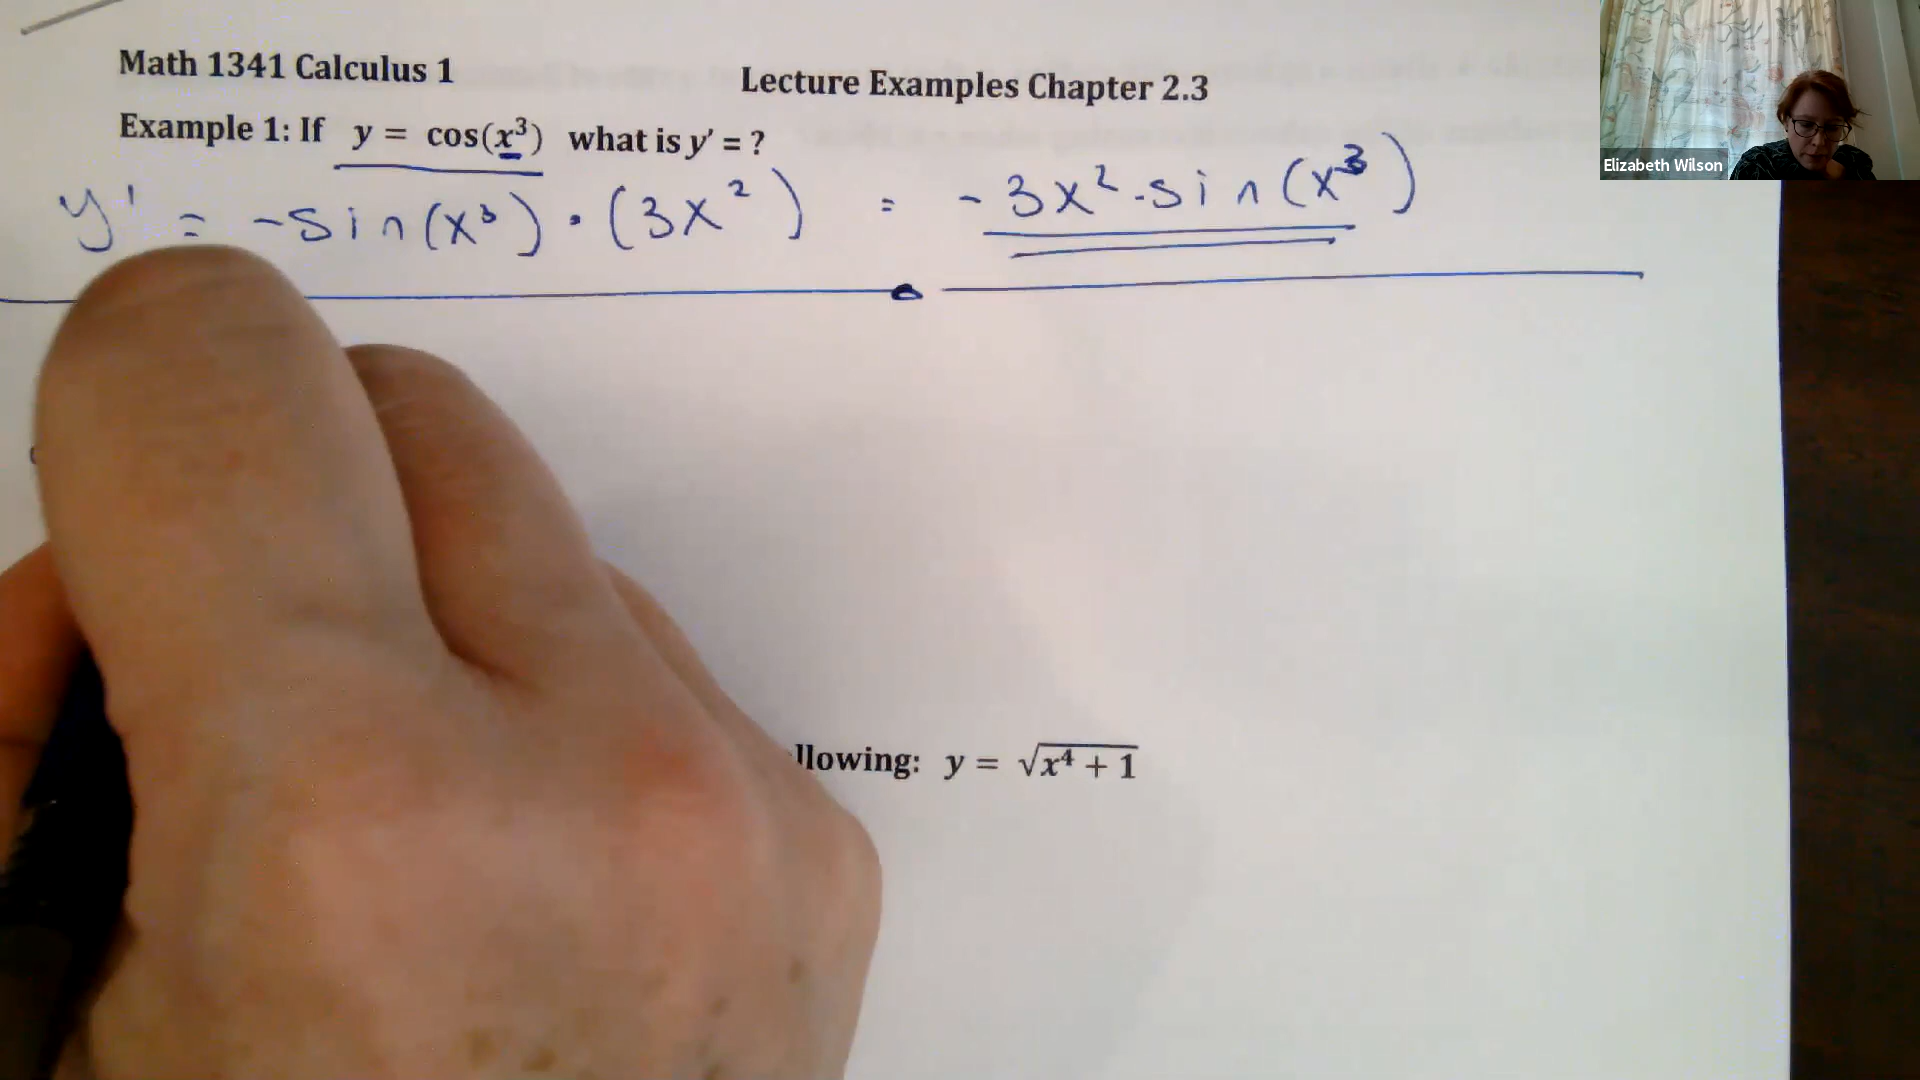 Math 1341 Calculus 1
Lecture Examples Chapter 2.3
Elizabeth Wilson
Example 1: If y = cos(x³) what is y' = ?
y' = -sin(x³) · (3x²) = -3x² · sin(x³)
llowing: y = √x⁴ + 1